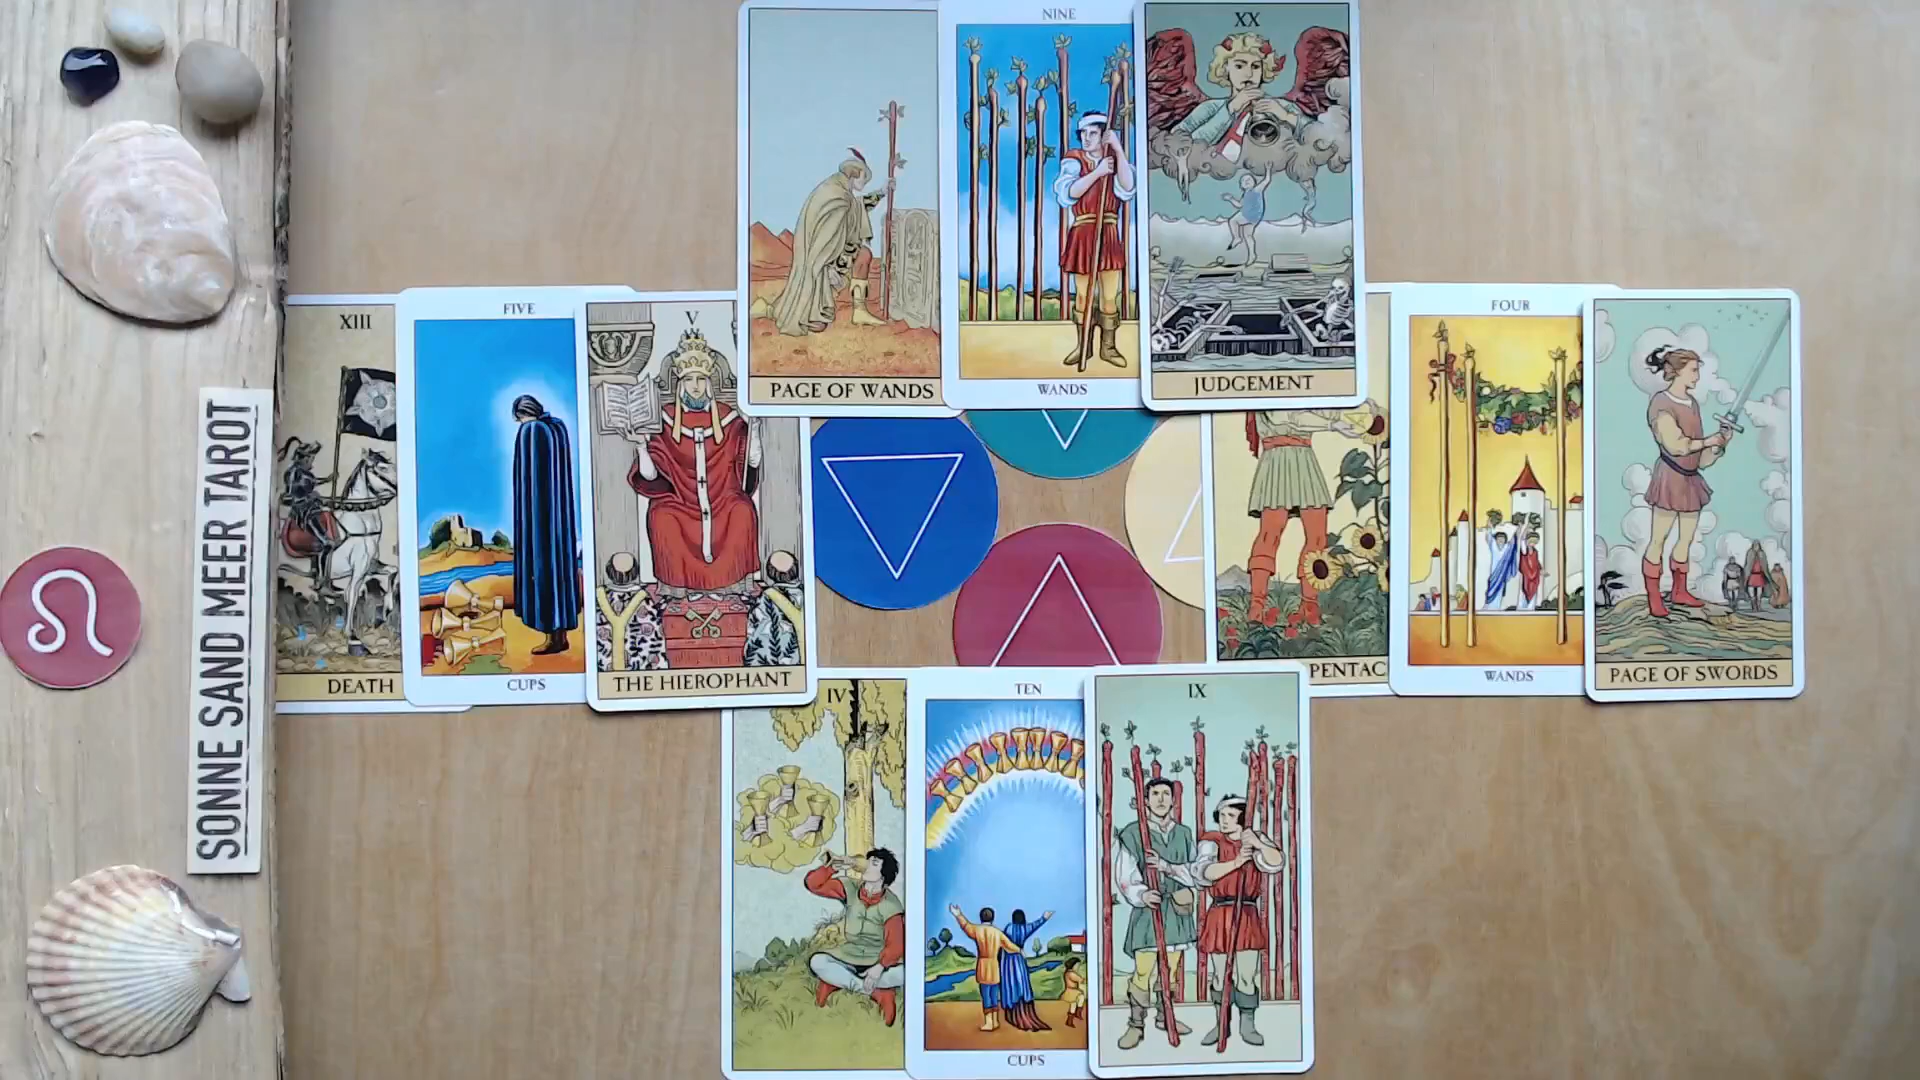 SONNE SAND MEER TAROT
PAGE OF WANDS
NINE
WANDS
XX
JUDGEMENT
XIII
DEATH
FIVE
CUPS
V
THE HIEROPHANT
PENTAC
FOUR
WANDS
PAGE OF SWORDS
IV
TEN
CUPS
IX